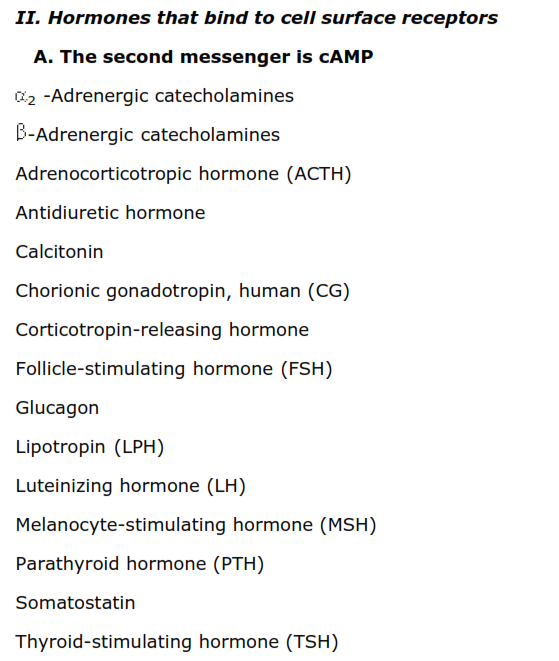 II. Hormones that bind to cell surface receptors
A. The second messenger is cAMP
α2 -Adrenergic catecholamines
β-Adrenergic catecholamines
Adrenocorticotropic hormone (ACTH)
Antidiuretic hormone
Calcitonin
Chorionic gonadotropin, human (CG)
Corticotropin-releasing hormone
Follicle-stimulating hormone (FSH)
Glucagon
Lipotropin (LPH)
Luteinizing hormone (LH)
Melanocyte-stimulating hormone (MSH)
Parathyroid hormone (PTH)
Somatostatin
Thyroid-stimulating hormone (TSH)